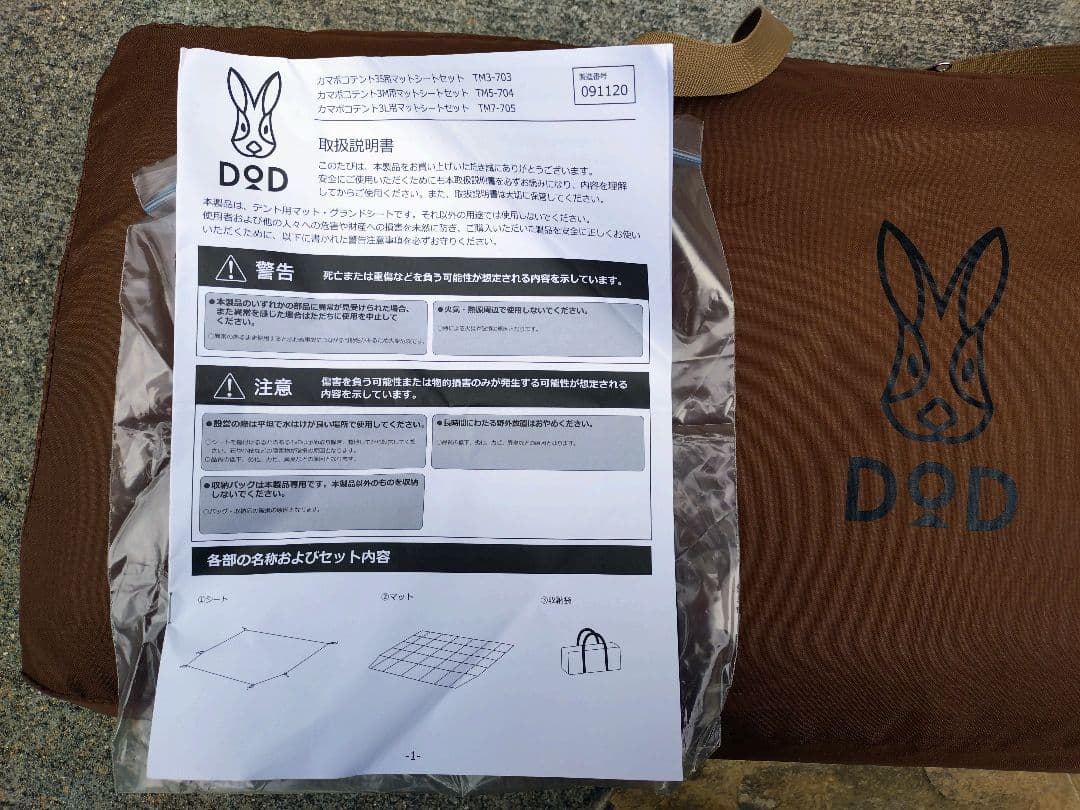 カマボコテント3S用マットシートセット TM3-703
カマボコテント3M用マットシートセット TM5-704
カマボコテント3L用マットシートセット TM7-705
製造番号
091120
DOD
取扱説明書
このたびは、本製品をお買い上げいただき誠にありがとうございます。
安全にご使用いただくためにも本取扱説明書を必ずお読みになり、内容を理解
してからご使用ください。また、取扱説明書は大切に保管してください。
本製品は、テント用マット・グランドシートです。それ以外の用途では使用しないでください。
使用者および他の人々への危害や財産への損害を未然に防ぎ、ご購入いただいた製品を安全に正しくお使い
いただくために、以下に書かれた警告注意事項を必ずお守りください。
警告 死亡または重傷などを負う可能性が想定される内容を示しています。
●本製品のいずれかの部品に異常が見受けられた場合、
また異常を感じた場合はただちに使用を中止して
ください。
●火気・熱源周辺で使用しないでください。
注意 傷害を負う可能性または物的損害のみが発生する可能性が想定される
内容を示しています。
●設営の際は平坦で水はけが良い場所で使用してください。
●長時間にわたる野外放置はおやめください。
●収納バッグは本製品専用です。本製品以外のものを収納
しないでください。
各部の名称およびセット内容
①シート
②マット
③収納袋
-1-
DOD